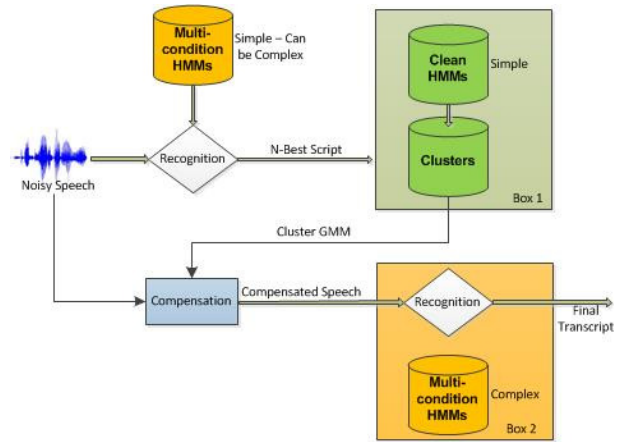 Multi-
condition
HMMs
Simple – Can
be Complex
Clean
HMMs
Simple
Recognition
N-Best Script
Clusters
Noisy Speech
Box 1
Cluster GMM
Compensation
Compensated Speech
Recognition
Final
Transcript
Multi-
condition
HMMs
Complex
Box 2